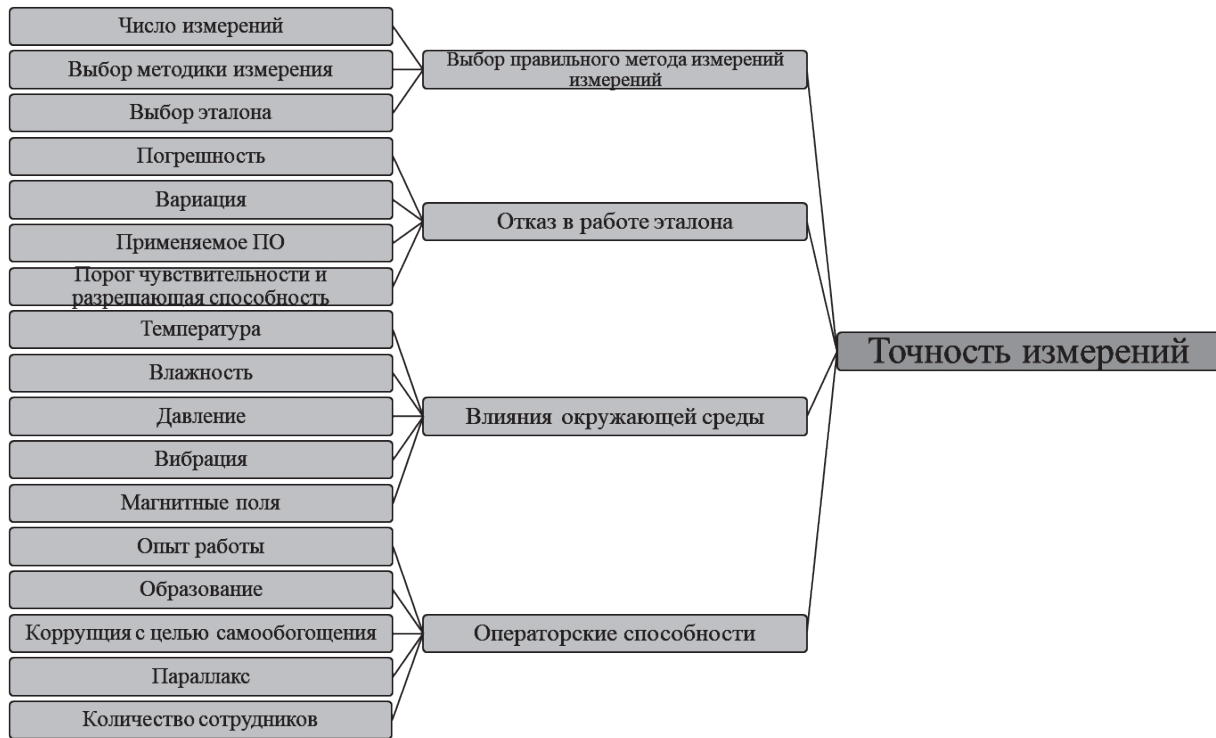 Число измерений
Выбор методики измерения
Выбор эталона
Погрешность
Вариация
Применяемое ПО
Порог чувствительности и
разрешающая способность
Температура
Влажность
Давление
Вибрация
Магнитные поля
Опыт работы
Образование
Коррупция с целью самообогощения
Параллакс
Количество сотрудников
Выбор правильного метода измерений
измерений
Отказ в работе эталона
Влияния окружающей среды
Операторские способности
Точность измерений